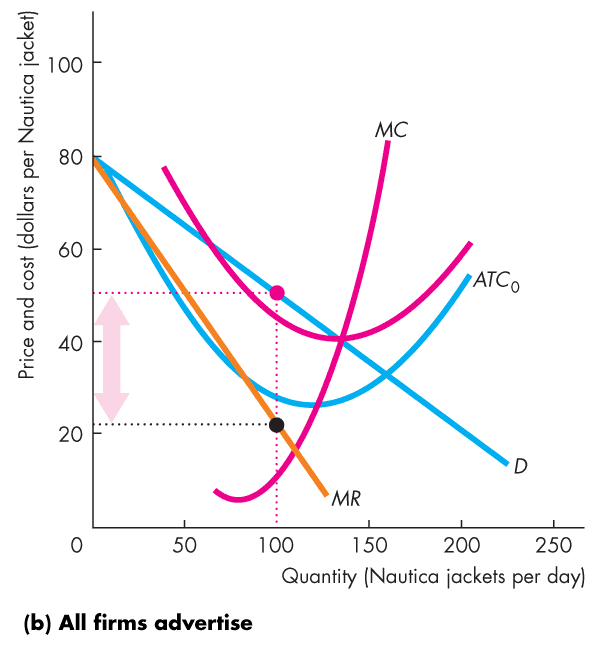 Price and cost (dollars per Nautica jacket)
100
80
60
40
20
0
MC
ATC0
D
MR
50
100
150
200
250
Quantity (Nautica jackets per day)
(b) All firms advertise